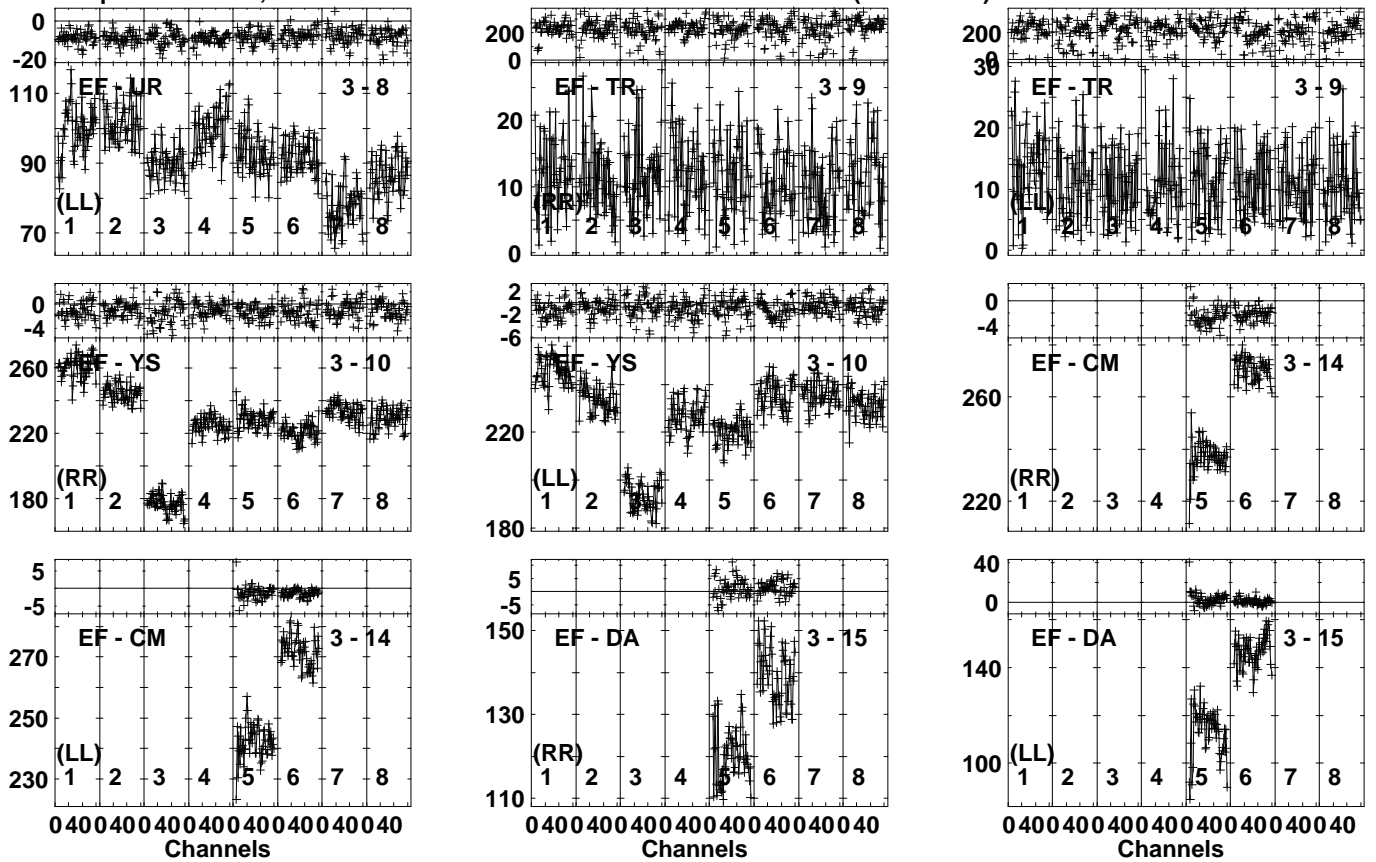 0
-20
110
90
70
EF - UR 3 - 8
(LL)
1 2 3 4 5 6 7 8
200
0
20
10
0
EF - TR 3 - 9
(RR)
1 2 3 4 5 6 7 8
200
0
30
20
10
0
EF - TR 3 - 9
(LL)
1 2 3 4 5 6 7 8
0
-4
260
220
180
EF - YS 3 - 10
(RR)
1 2 3 4 5 6 7 8
2
-2
-6
220
180
EF - YS 3 - 10
(LL)
1 2 3 4 5 6 7 8
0
-4
260
220
EF - CM 3 - 14
(RR)
1 2 3 4 5 6 7 8
5
-5
270
250
230
EF - CM 3 - 14
(LL)
1 2 3 4 5 6 7 8
0 40 0 40 0 40 0 40 0 40 0 40 0 40 0 40
Channels
5
-5
150
130
110
EF - DA 3 - 15
(RR)
1 2 3 4 5 6 7 8
0 40 0 40 0 40 0 40 0 40 0 40 0 40 0 40
Channels
40
0
140
100
EF - DA 3 - 15
(LL)
1 2 3 4 5 6 7 8
0 40 0 40 0 40 0 40 0 40 0 40 0 40 0 40
Channels